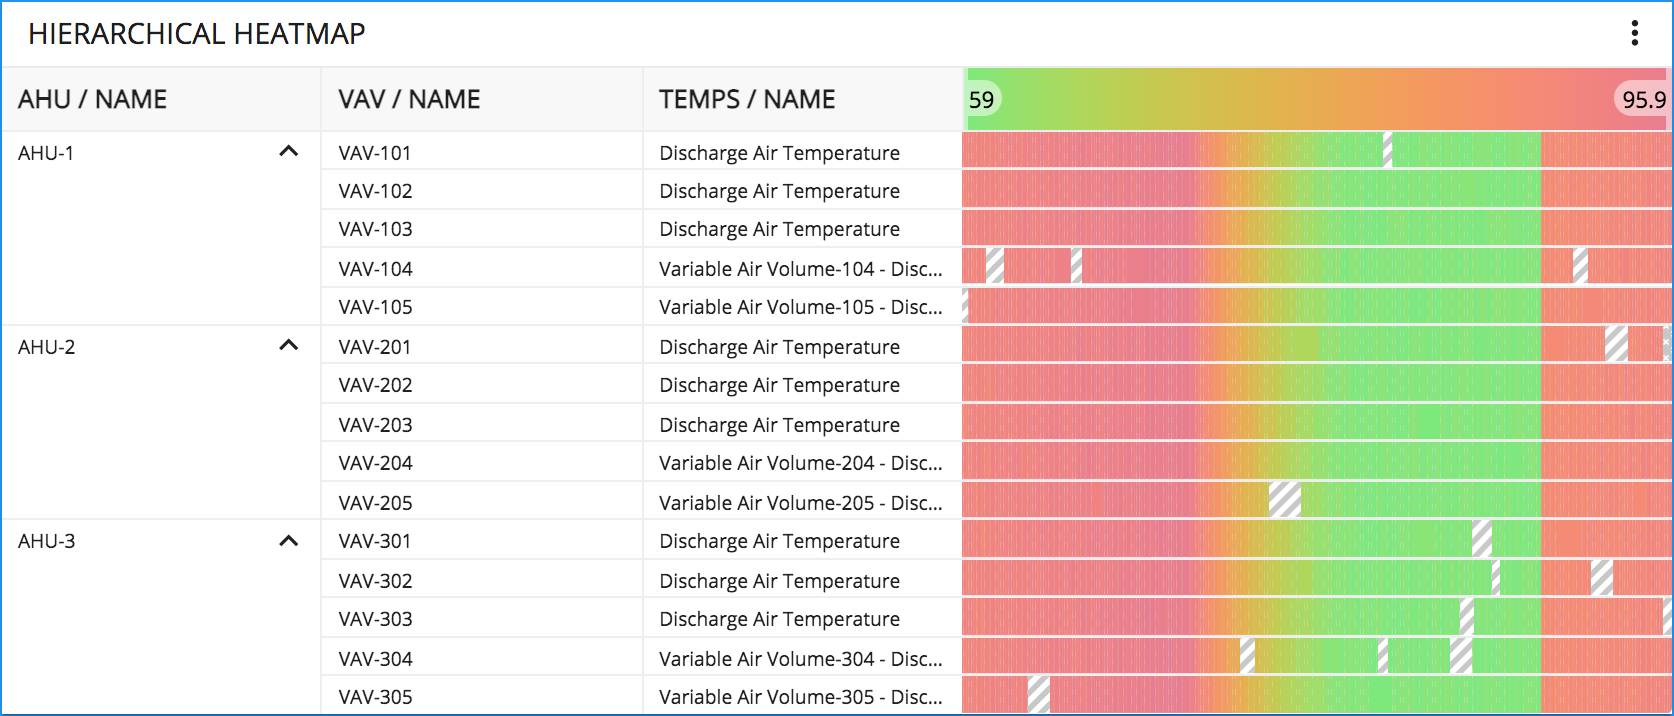 HIERARCHICAL HEATMAP
AHU / NAME VAV / NAME TEMPS / NAME 59 95.9
AHU-1 VAV-101 Discharge Air Temperature
VAV-102 Discharge Air Temperature
VAV-103 Discharge Air Temperature
VAV-104 Variable Air Volume-104 - Disc...
VAV-105 Variable Air Volume-105 - Disc...
AHU-2 VAV-201 Discharge Air Temperature
VAV-202 Discharge Air Temperature
VAV-203 Discharge Air Temperature
VAV-204 Variable Air Volume-204 - Disc...
VAV-205 Variable Air Volume-205 - Disc...
AHU-3 VAV-301 Discharge Air Temperature
VAV-302 Discharge Air Temperature
VAV-303 Discharge Air Temperature
VAV-304 Variable Air Volume-304 - Disc...
VAV-305 Variable Air Volume-305 - Disc...